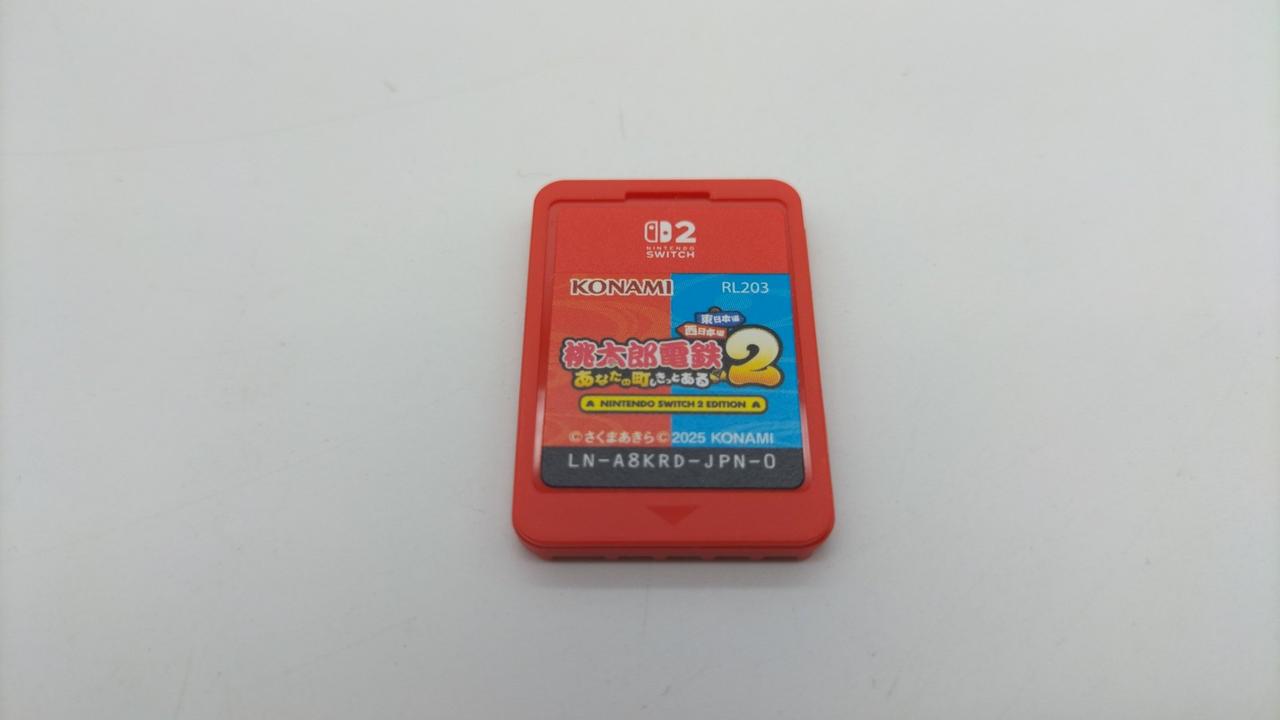 2
NINTENDO
SWITCH
KONAMI
RL203
東日本編
西日本編
桃太郎電鉄2
あなたの町もきっとある
NINTENDO SWITCH 2 EDITION
©さくまあきら© 2025 KONAMI
LN-A8KRD-JPN-0